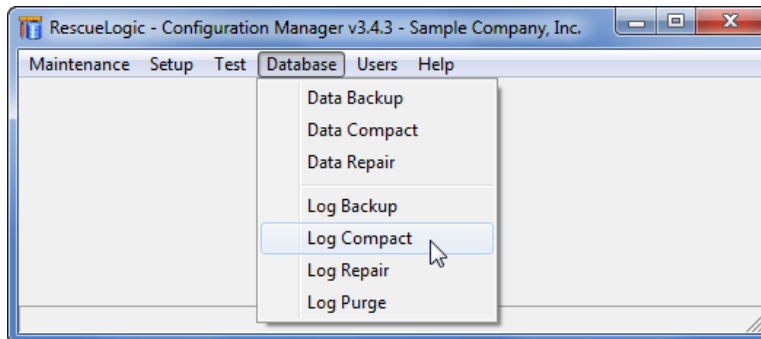 RescueLogic - Configuration Manager v3.4.3 - Sample Company, Inc.
Maintenance Setup Test Database Users Help
Data Backup
Data Compact
Data Repair
Log Backup
Log Compact
Log Repair
Log Purge